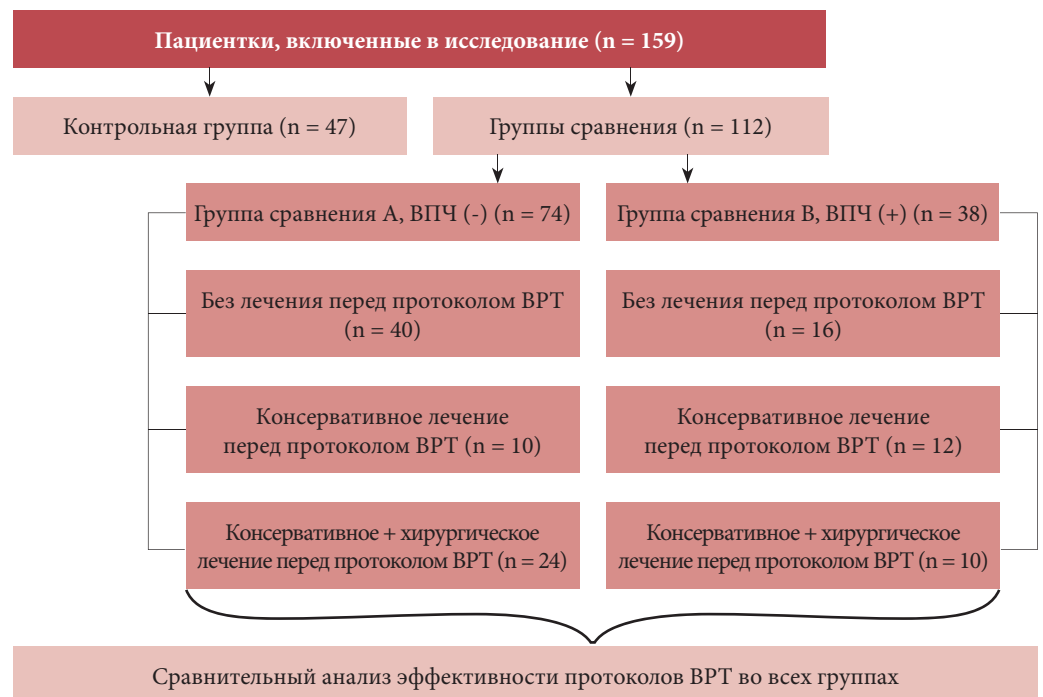 Пациентки, включенные в исследование (n = 159)
Контрольная группа (n = 47)
Группы сравнения (n = 112)
Группа сравнения А, ВПЧ (-) (n = 74)
Группа сравнения В, ВПЧ (+) (n = 38)
Без лечения перед протоколом ВРТ
(n = 40)
Без лечения перед протоколом ВРТ
(n = 16)
Консервативное лечение
перед протоколом ВРТ (n = 10)
Консервативное лечение
перед протоколом ВРТ (n = 12)
Консервативное + хирургическое
лечение перед протоколом ВРТ (n = 24)
Консервативное + хирургическое
лечение перед протоколом ВРТ (n = 10)
Сравнительный анализ эффективности протоколов ВРТ во всех группах